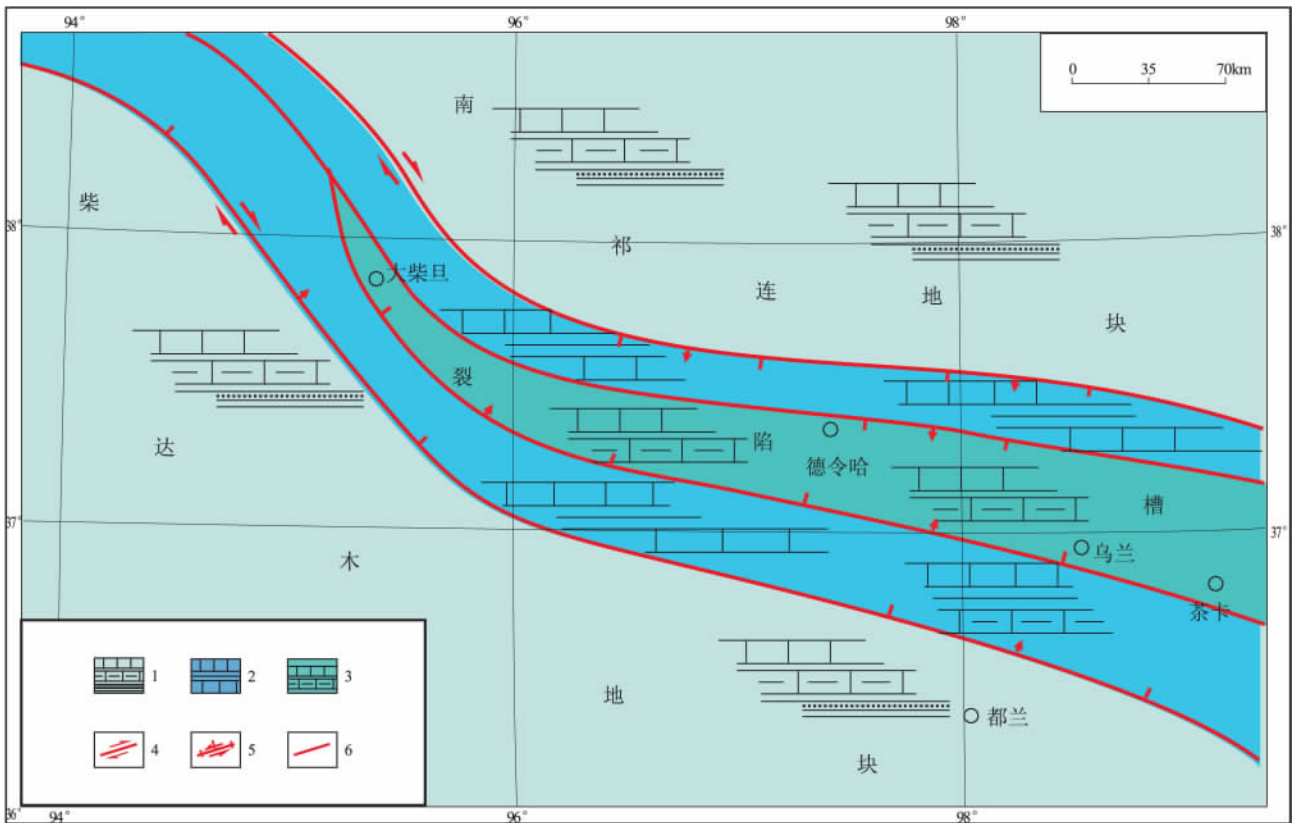 94° 96° 98°
0 35 70km
南
柴
38° 祁 38°
大柴旦 连 地
块
裂
达 陷 德令哈
槽
37° 37°
木 乌兰
茶卡
地 都兰
块
1 2 3
4 5 6
36° 94° 96° 98°